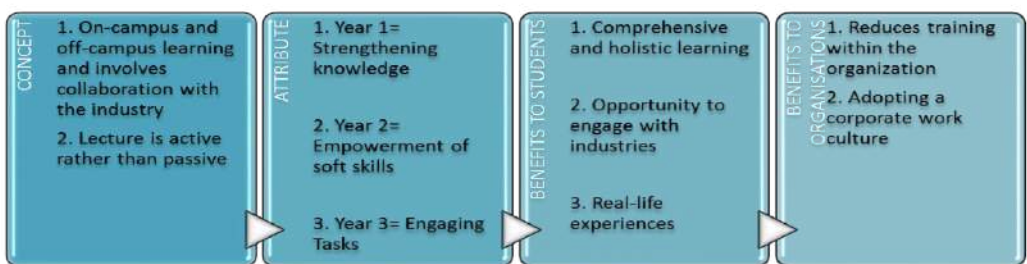 CONCEPT
1. On-campus and
off-campus learning
and involves
collaboration with
the industry
2. Lecture is active
rather than passive
ATTRIBUTE
1. Year 1=
Strengthening
knowledge
2. Year 2=
Empowerment of
soft skills
3. Year 3= Engaging
Tasks
BENEFITS TO STUDENTS
1. Comprehensive
and holistic learning
2. Opportunity to
engage with
industries
3. Real-life
experiences
BENEFITS TO
ORGANISATIONS
1. Reduces training
within the
organization
2. Adopting a
corporate work
culture